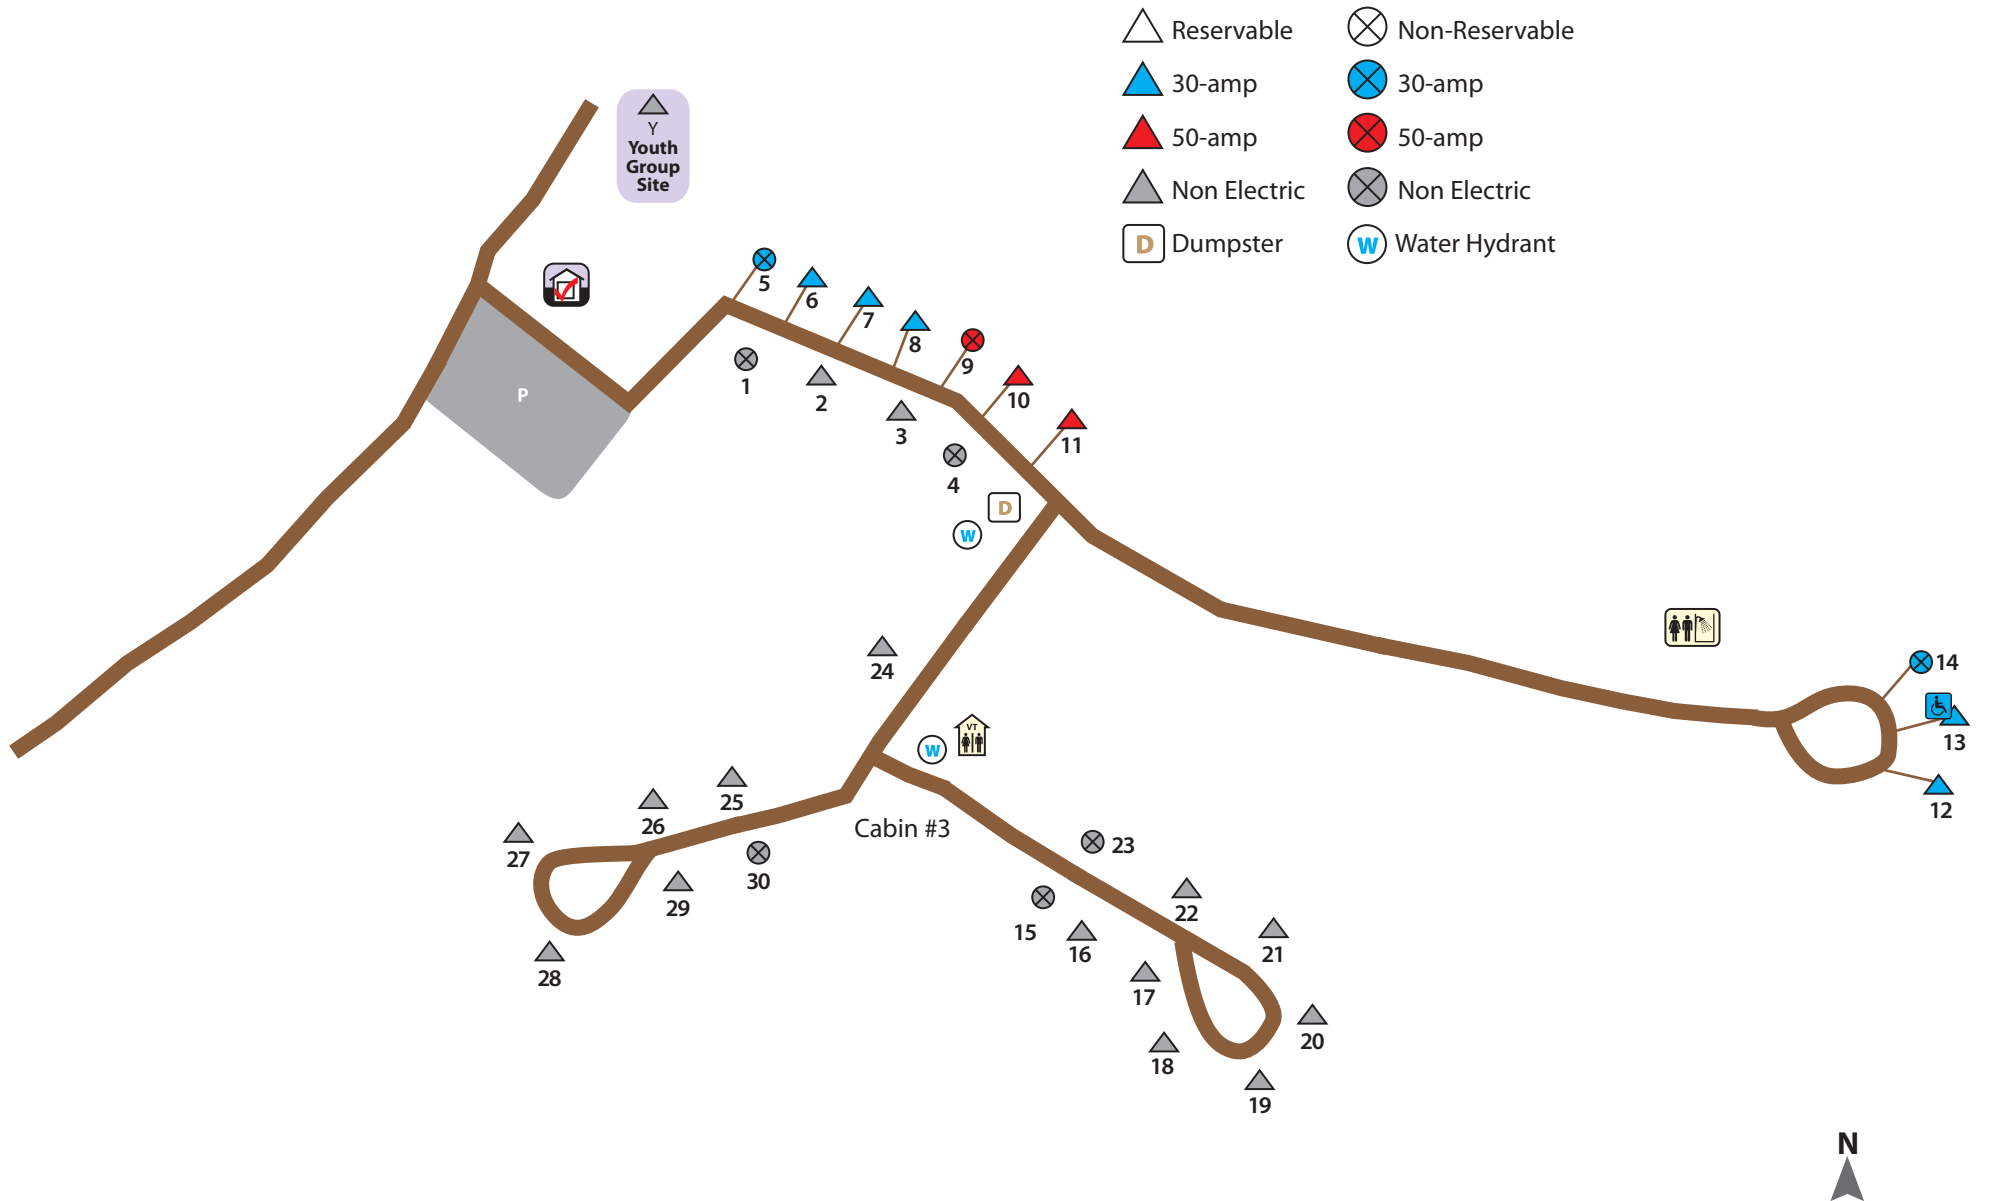 Reservable
Non-Reservable
30-amp
30-amp
50-amp
50-amp
Non Electric
Non Electric
D
Dumpster
W
Water Hydrant
Y
Youth
Group
Site
P
5
6
7
8
9
10
11
1
2
3
4
D
W
24
14
13
12
VT
W
25
26
27
Cabin #3
30
29
28
23
22
15
16
21
17
20
18
19
N